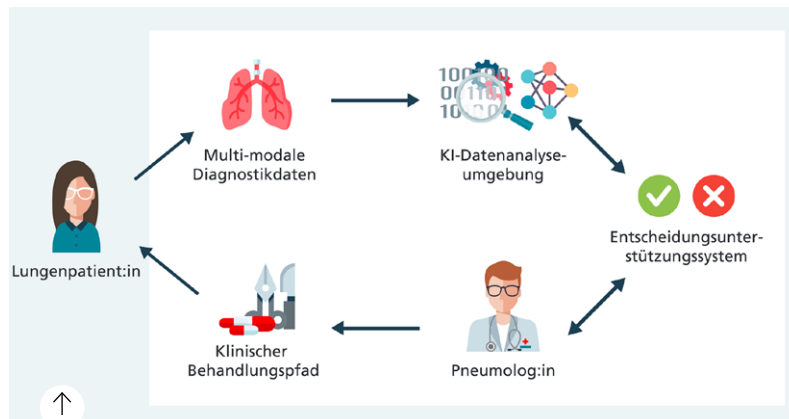 Multi-modale
Diagnostikdaten
KI-Datenanalyse-
umgebung
Lungenpatient:in
Entscheidungsunter-
stützungssystem
Klinischer
Behandlungspfad
Pneumolog:in